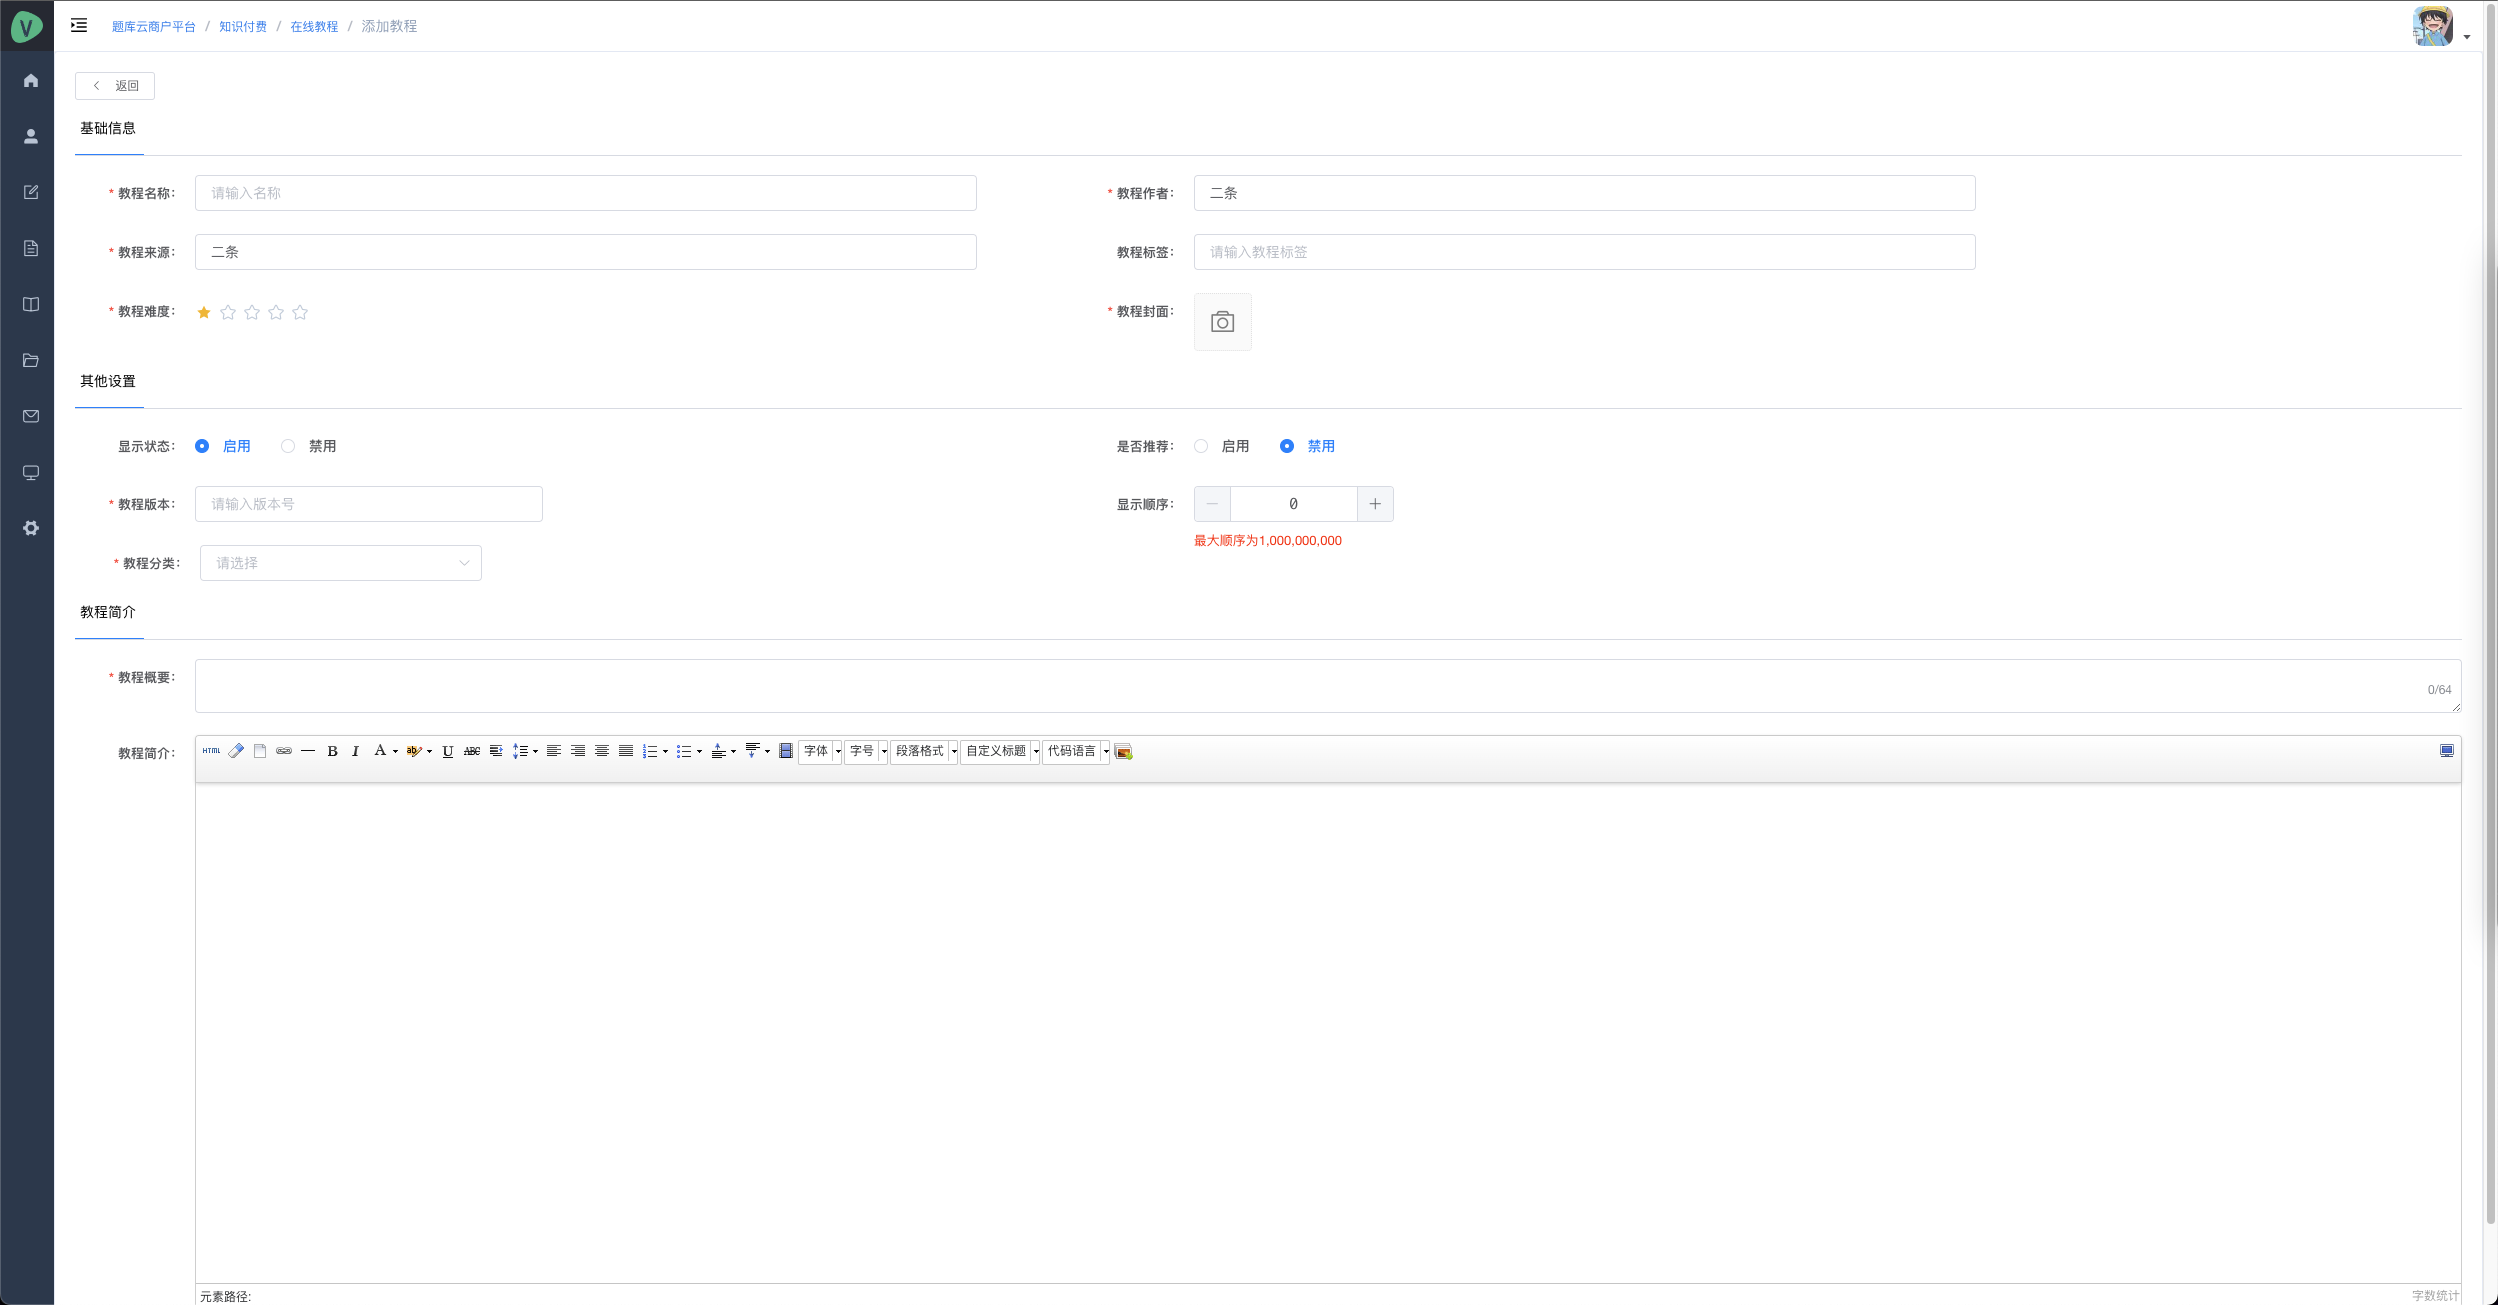 题库云商户平台 / 知识付费 / 在线教程 / 添加教程
返回
基础信息
* 教程名称： 请输入名称
* 教程作者： 二条
* 教程来源： 二条
教程标签： 请输入教程标签
* 教程难度：
* 教程封面：
其他设置
显示状态： 启用 禁用
是否推荐： 启用 禁用
* 教程版本： 请输入版本号
显示顺序： 0
最大顺序为1,000,000,000
* 教程分类： 请选择
教程简介
* 教程概要：
0/64
教程简介： HTML B I A ab U ABC 字体 字号 段落格式 自定义标题 代码语言
元素路径:
字数统计